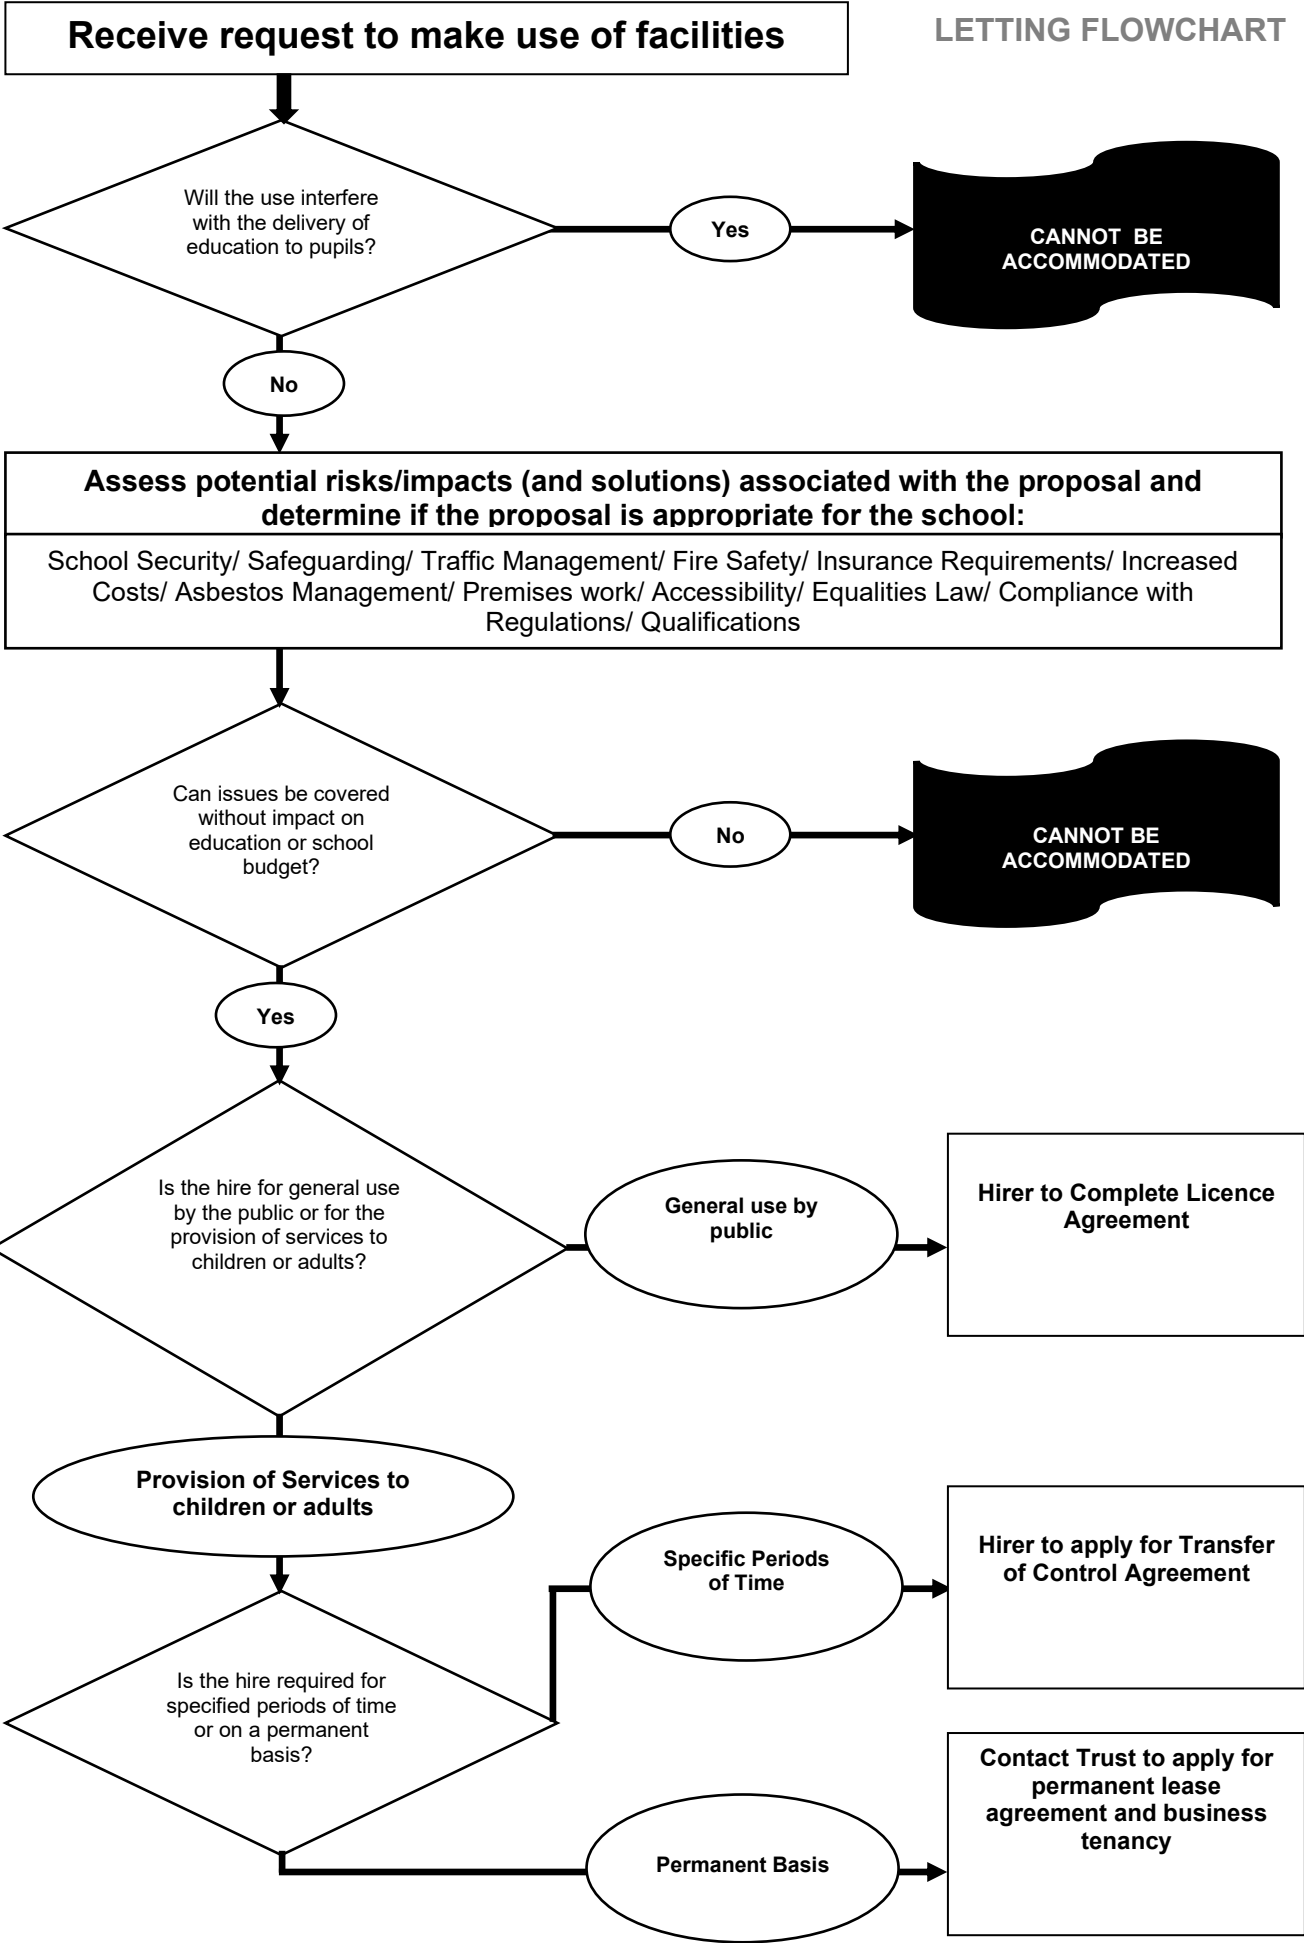 Receive request to make use of facilities
LETTING FLOWCHART
Will the use interfere
with the delivery of
education to pupils?
Yes
CANNOT BE
ACCOMMODATED
No
Assess potential risks/impacts (and solutions) associated with the proposal and
determine if the proposal is appropriate for the school:
School Security/ Safeguarding/ Traffic Management/ Fire Safety/ Insurance Requirements/ Increased
Costs/ Asbestos Management/ Premises work/ Accessibility/ Equalities Law/ Compliance with
Regulations/ Qualifications
Can issues be covered
without impact on
education or school
budget?
No
CANNOT BE
ACCOMMODATED
Yes
Is the hire for general use
by the public or for the
provision of services to
children or adults?
General use by
public
Hirer to Complete Licence
Agreement
Provision of Services to
children or adults
Specific Periods
of Time
Hirer to apply for Transfer
of Control Agreement
Is the hire required for
specified periods of time
or on a permanent
basis?
Permanent Basis
Contact Trust to apply for
permanent lease
agreement and business
tenancy